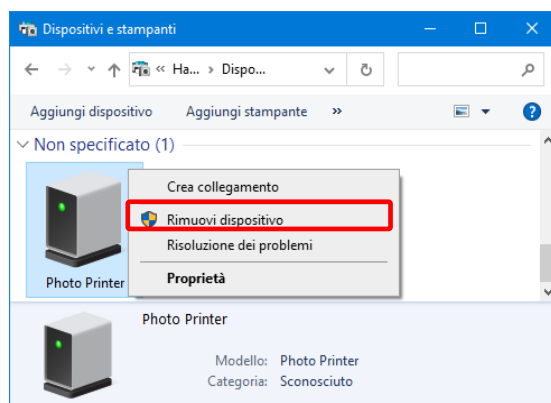 Dispositivi e stampanti
« Ha... › Dispo...
Aggiungi dispositivo Aggiungi stampante »
Non specificato (1)
Crea collegamento
Rimuovi dispositivo
Risoluzione dei problemi
Proprietà
Photo Printer
Photo Printer
Modello: Photo Printer
Categoria: Sconosciuto